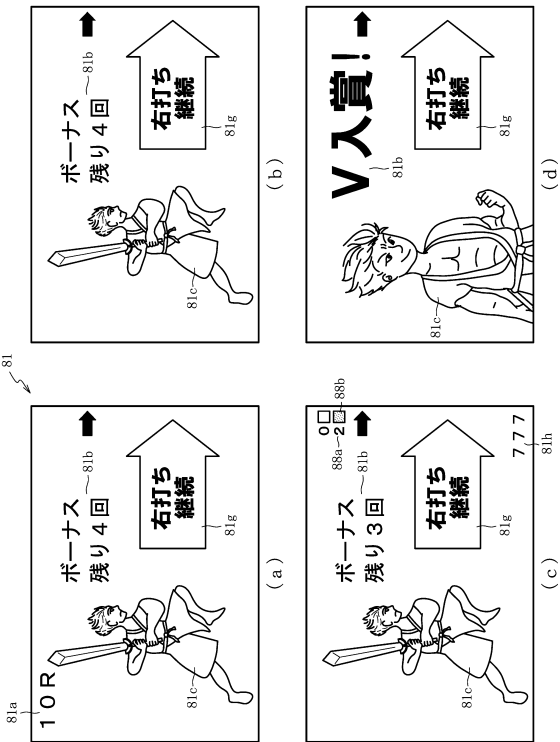 81
81a
10R
ボーナス
残り4回
81b
右打ち
継続
81g
81c
(a)
ボーナス
残り4回
81b
右打ち
継続
81g
81c
(b)
ボーナス
残り3回
81b
0
2
88a
88b
右打ち
継続
81g
81c
777
81h
(c)
V入賞!
81b
右打ち
継続
81g
81c
(d)